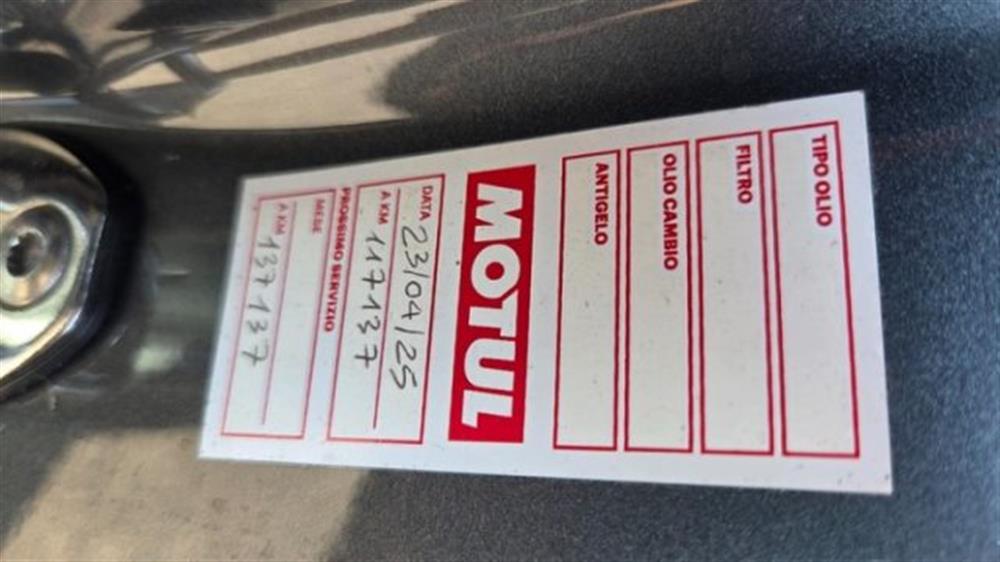 TIPO OLIO
FILTRO
OLIO CAMBIO
ANTIGELO
MOTUL
DATA 23/04/25
A KM 117137
PROSSIMO SERVIZIO
MESE
A KM 137137